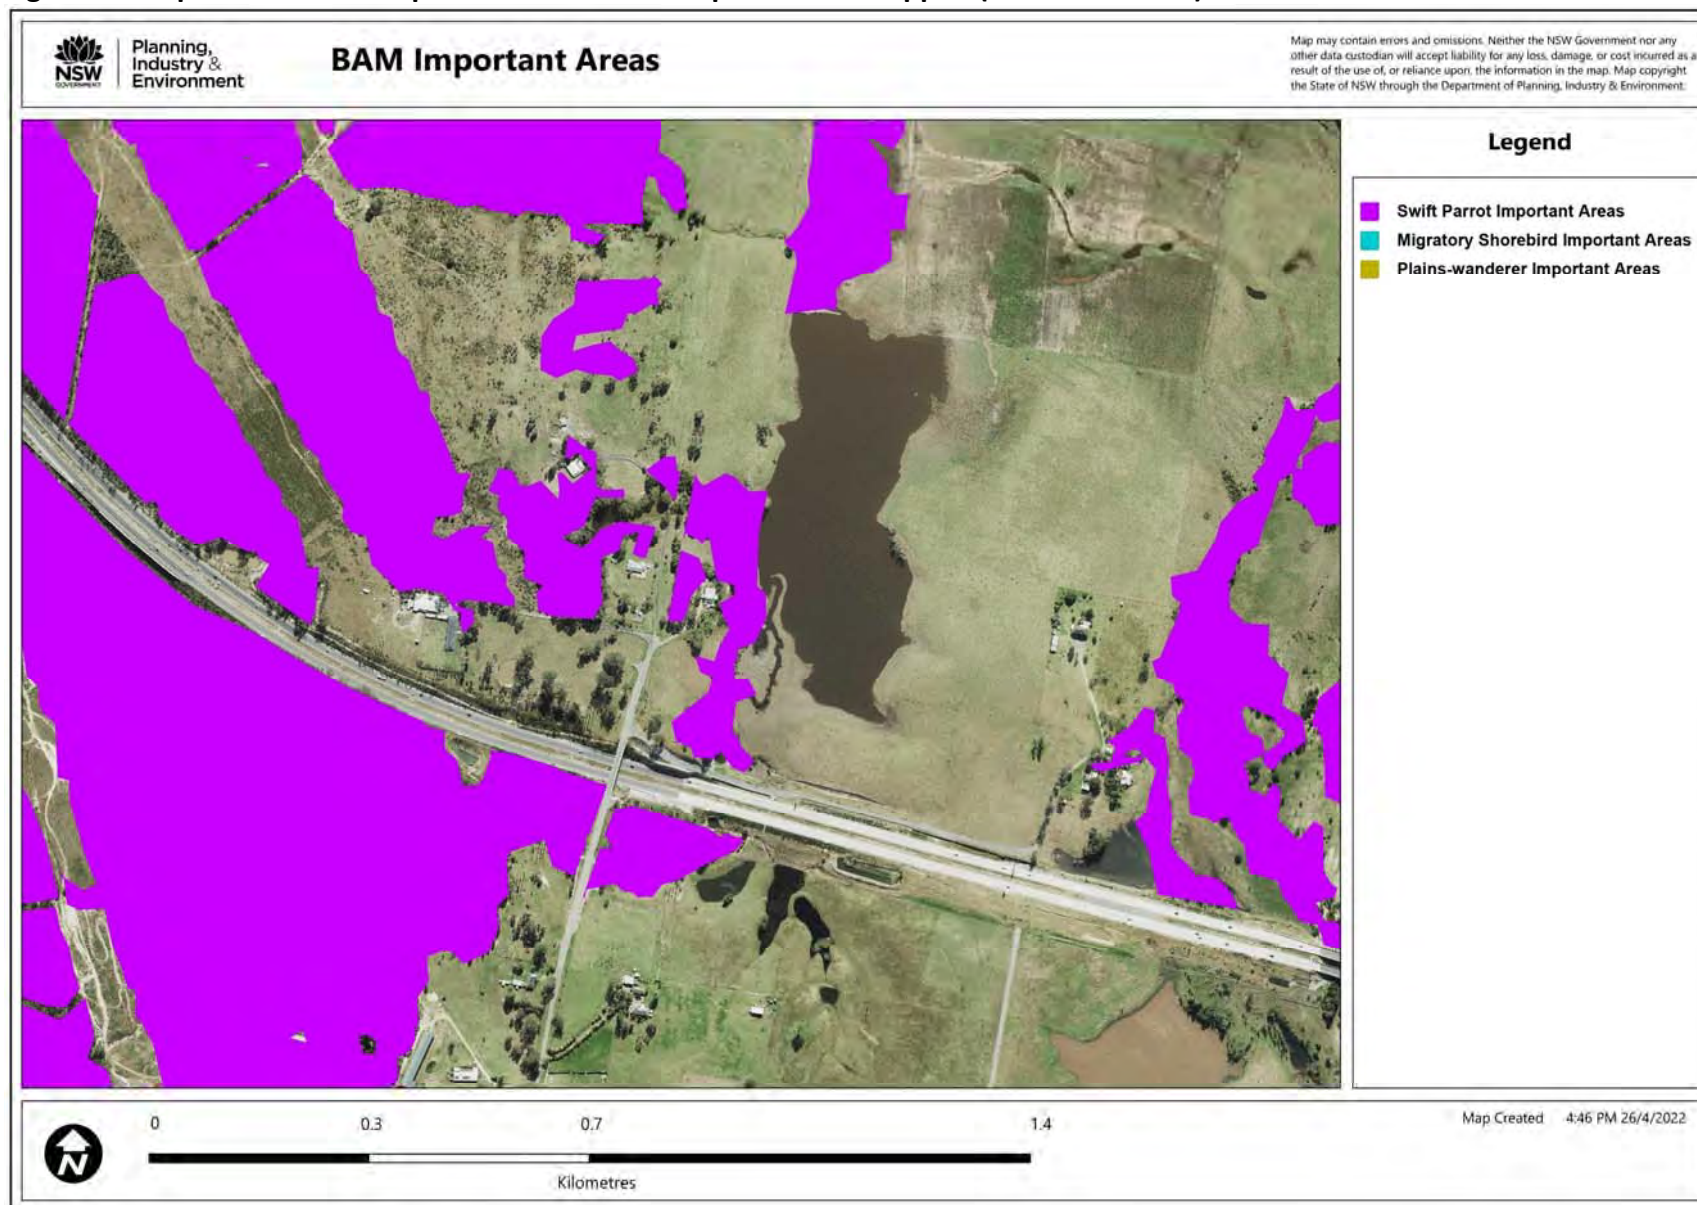 Planning,
Industry &
Environment
NSW
GOVERNMENT
BAM Important Areas
Map may contain errors and omissions. Neither the NSW Government nor any
other data custodian will accept liability for any loss, damage, or cost incurred as a
result of the use of, or reliance upon, the information in the map. Map copyright
the State of NSW through the Department of Planning, Industry & Environment.
Legend
Swift Parrot Important Areas
Migratory Shorebird Important Areas
Plains-wanderer Important Areas
0 0.3 0.7 1.4
Kilometres
N
Map Created 4:46 PM 26/4/2022